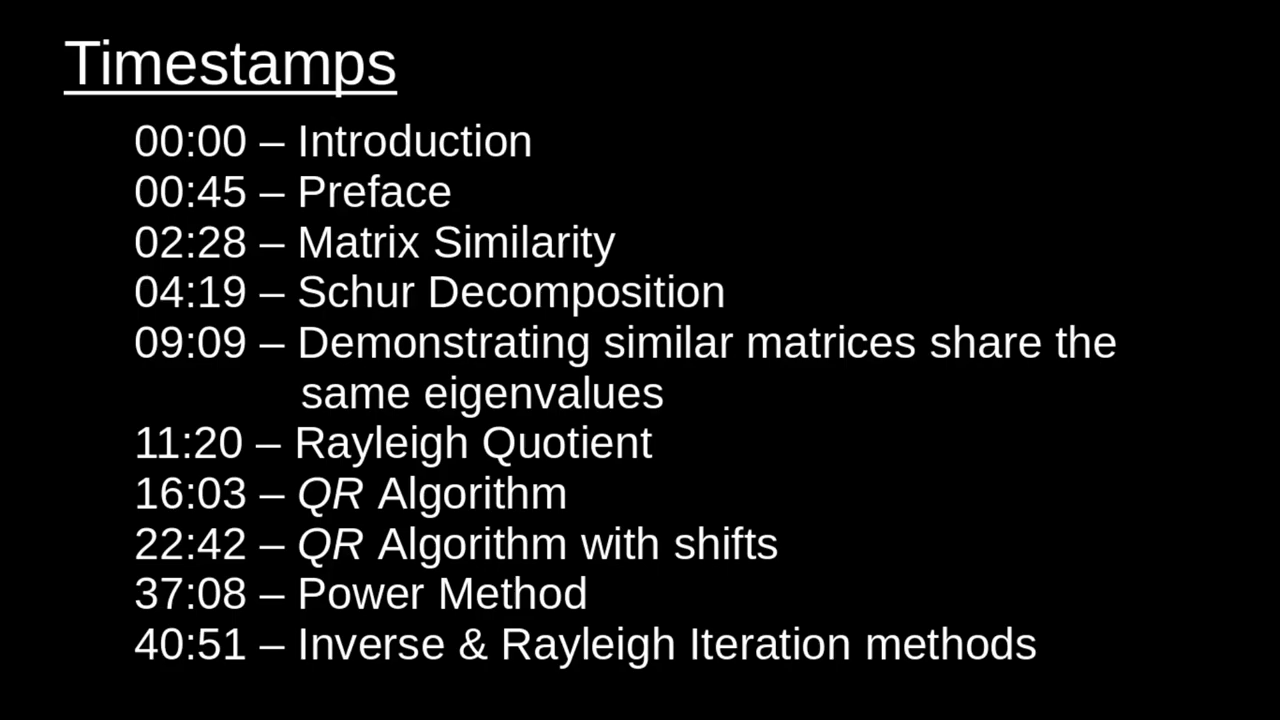 Timestamps
00:00 – Introduction
00:45 – Preface
02:28 – Matrix Similarity
04:19 – Schur Decomposition
09:09 – Demonstrating similar matrices share the
same eigenvalues
11:20 – Rayleigh Quotient
16:03 – QR Algorithm
22:42 – QR Algorithm with shifts
37:08 – Power Method
40:51 – Inverse & Rayleigh Iteration methods